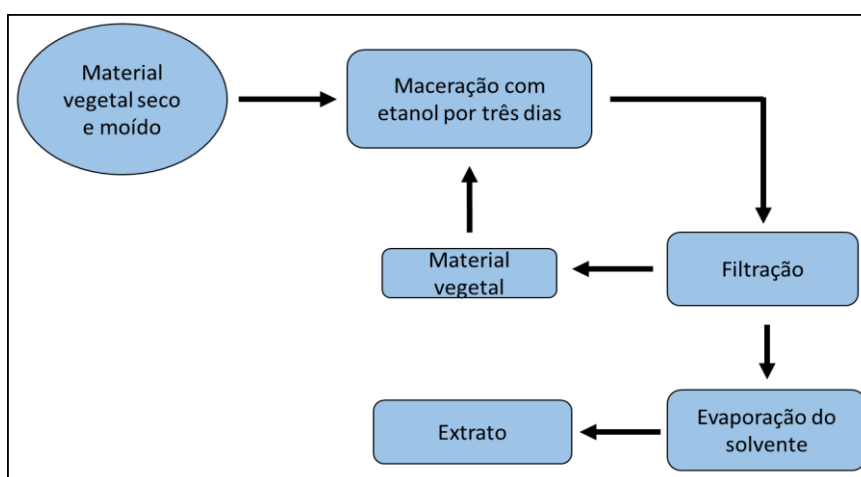 Material
vegetal seco
e moído
Maceração com
etanol por três dias
Material
vegetal
Filtração
Extrato
Evaporação do
solvente